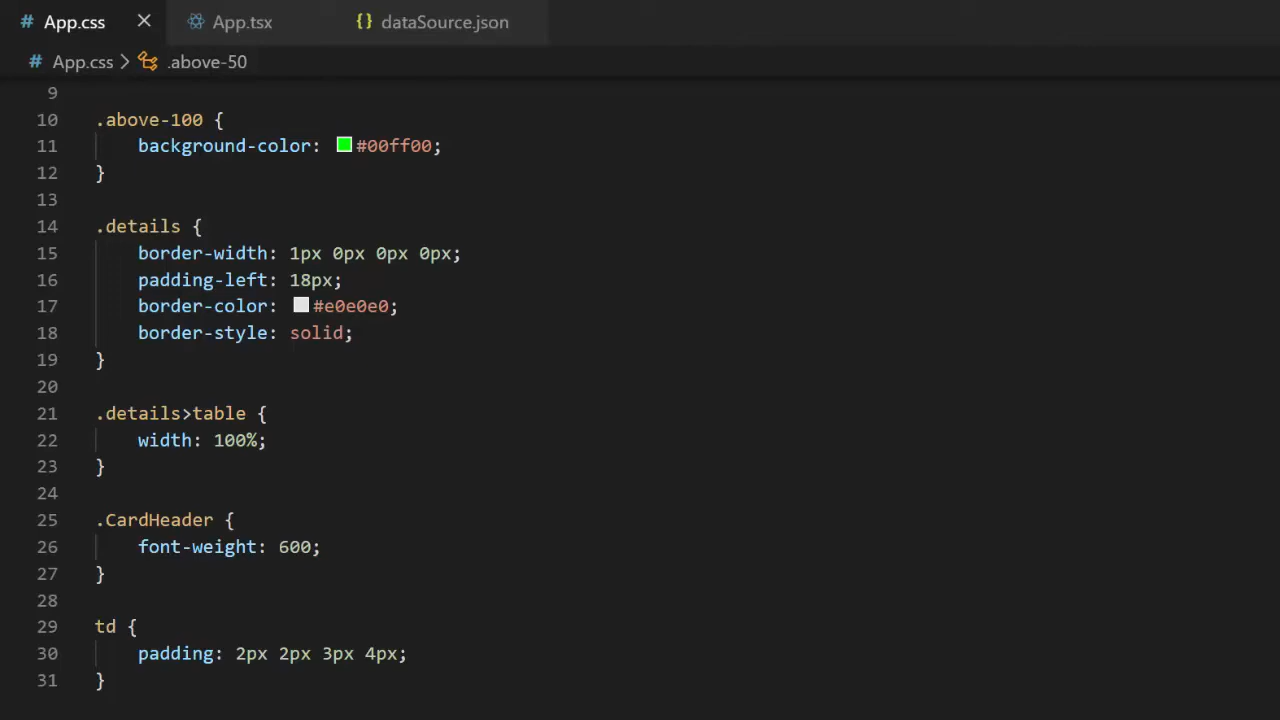 # App.css × App.tsx {} dataSource.json
# App.css > .above-50
9
10 .above-100 {
11 background-color: #00ff00;
12 }
13
14 .details {
15 border-width: 1px 0px 0px 0px;
16 padding-left: 18px;
17 border-color: #e0e0e0;
18 border-style: solid;
19 }
20
21 .details>table {
22 width: 100%;
23 }
24
25 .CardHeader {
26 font-weight: 600;
27 }
28
29 td {
30 padding: 2px 2px 3px 4px;
31 }